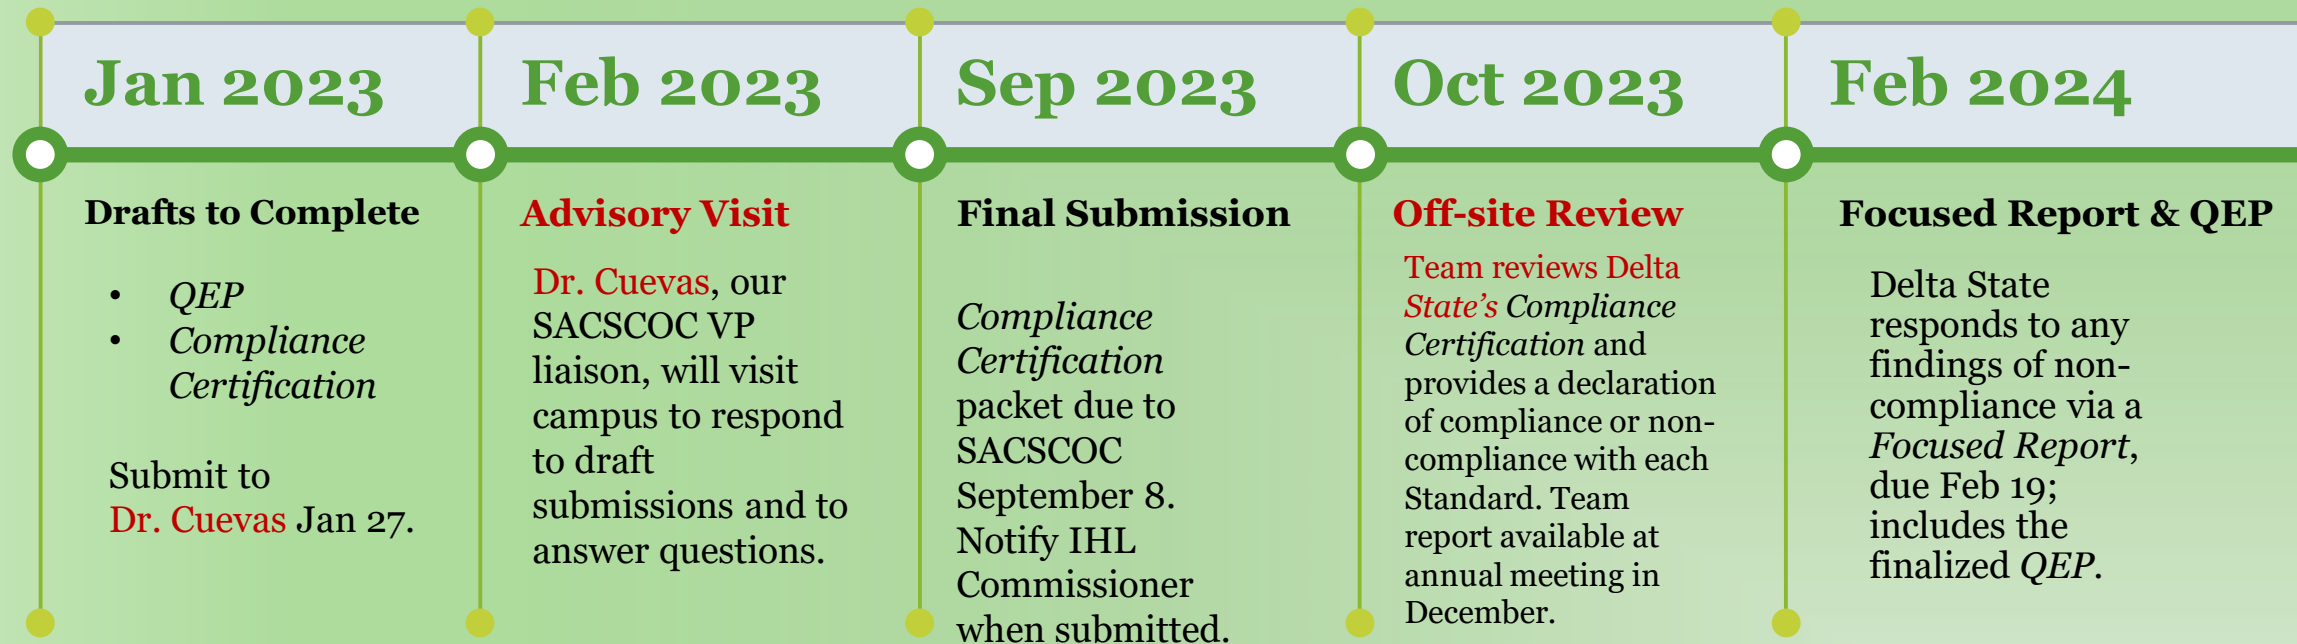 Jan 2023
Feb 2023
Sep 2023
Oct 2023
Feb 2024
Drafts to Complete
• QEP
• Compliance
Certification
Submit to
Dr. Cuevas Jan 27.
Advisory Visit
Dr. Cuevas, our
SACSCOC VP
liaison, will visit
campus to respond
to draft
submissions and to
answer questions.
Final Submission
Compliance
Certification
packet due to
SACSCOC
September 8.
Notify IHL
Commissioner
when submitted.
Off-site Review
Team reviews Delta
State’s Compliance
Certification and
provides a declaration
of compliance or non-
compliance with each
Standard. Team
report available at
annual meeting in
December.
Focused Report & QEP
Delta State
responds to any
findings of non-
compliance via a
Focused Report,
due Feb 19;
includes the
finalized QEP.